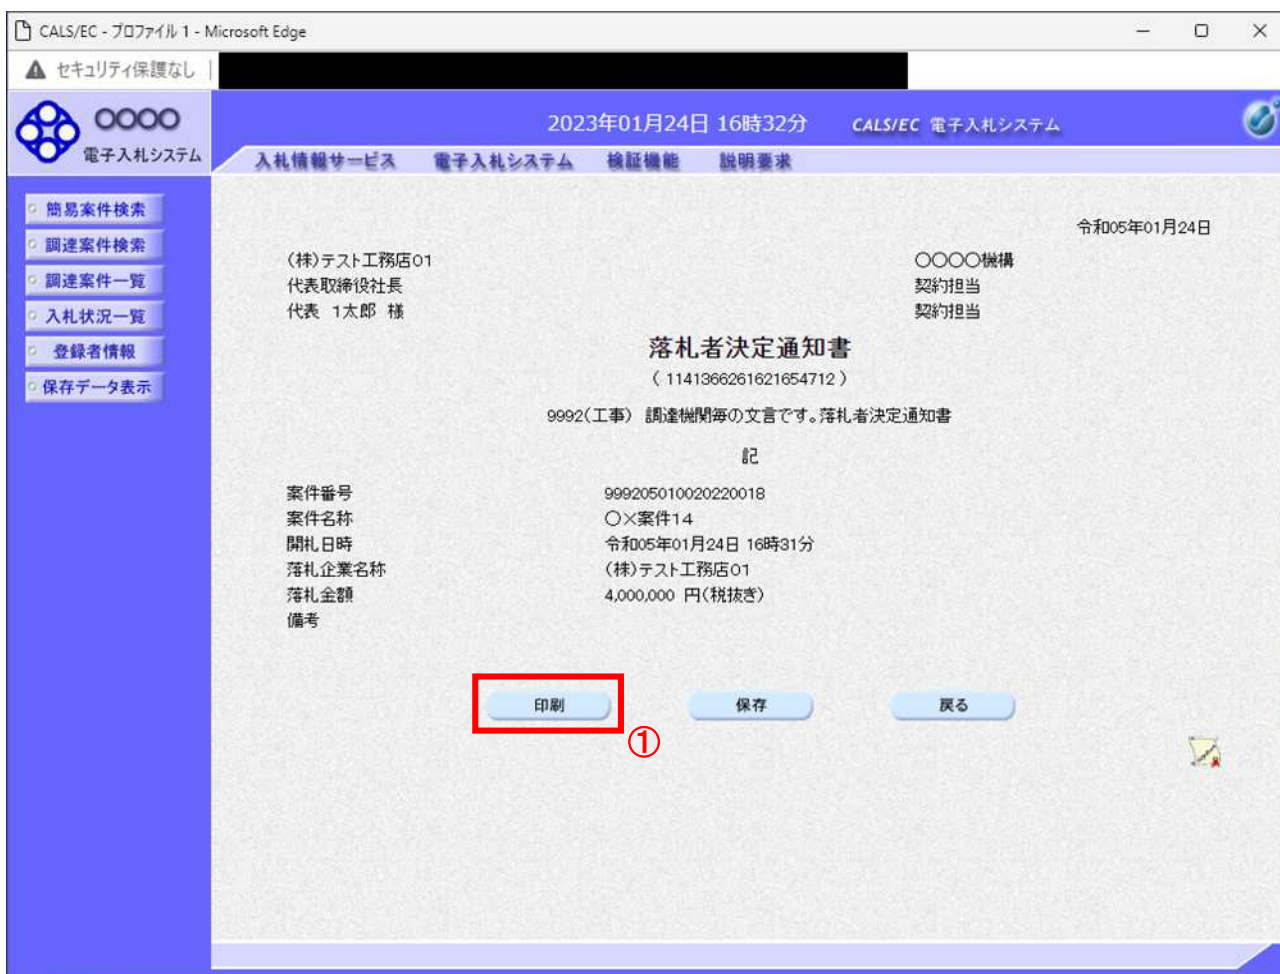 CALS/EC - プロファイル 1 - Microsoft Edge
セキュリティ保護なし
〇〇〇〇
電子入札システム
2023年01月24日 16時32分 CALS/EC 電子入札システム
入札情報サービス 電子入札システム 検証機能 説明要求
簡易案件検索
調達案件検索
調達案件一覧
入札状況一覧
登録者情報
保存データ表示
令和05年01月24日
(株)テスト工務店01 〇〇〇〇機構
代表取締役社長 契約担当
代表 1太郎 様 契約担当
落札者決定通知書
( 1141366261621654712 )
9992(工事) 調達機関毎の文言です。落札者決定通知書
記
案件番号 999205010020220018
案件名称 〇×案件14
開札日時 令和05年01月24日 16時31分
落札企業名称 (株)テスト工務店01
落札金額 4,000,000 円(税抜き)
備考
印刷 保存 戻る
①